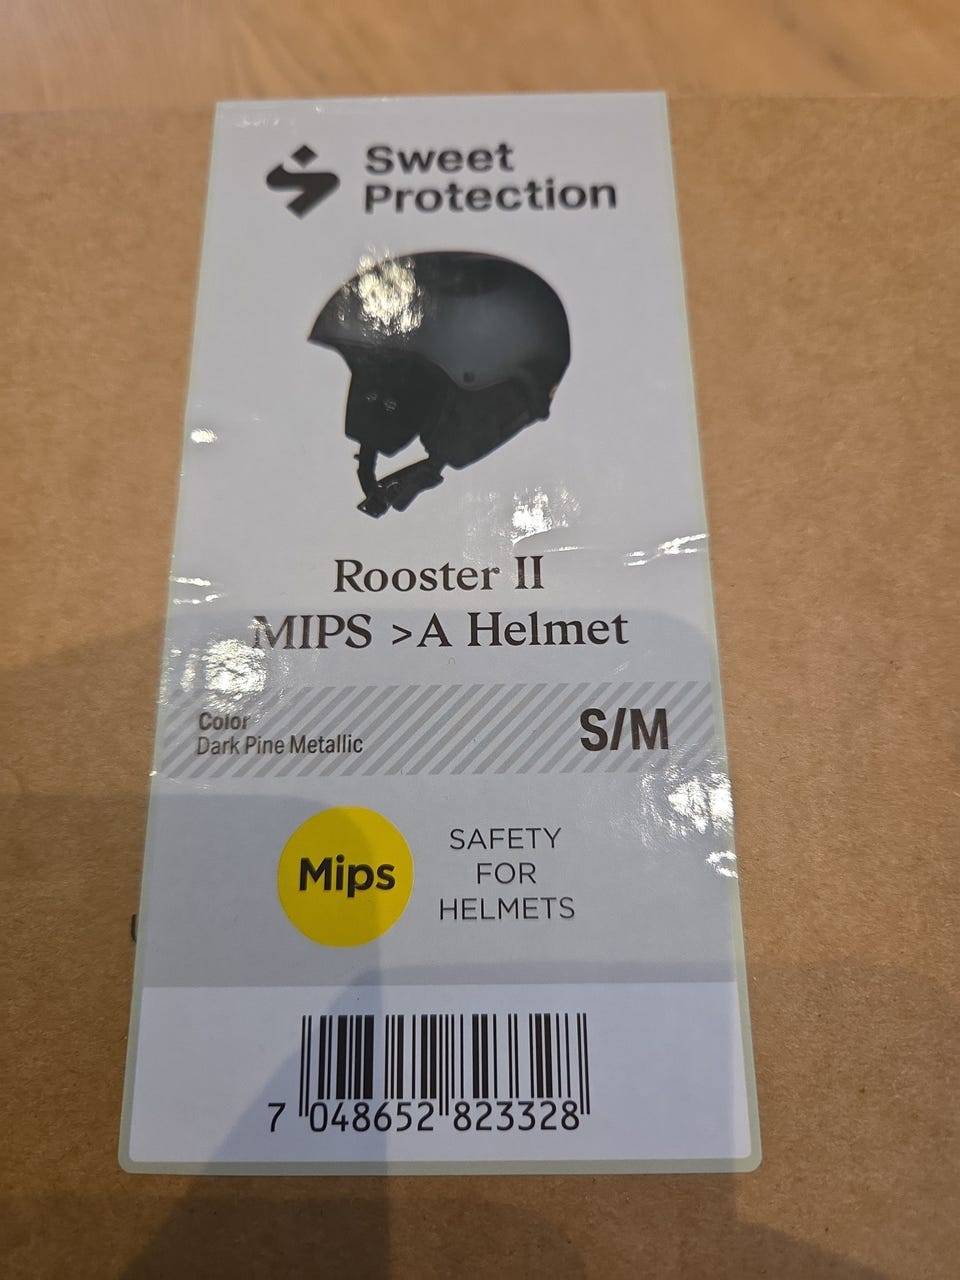 Sweet
Protection
Rooster II
MIPS >A Helmet
Color
Dark Pine Metallic
S/M
Mips
SAFETY
FOR
HELMETS
7 048652 823328